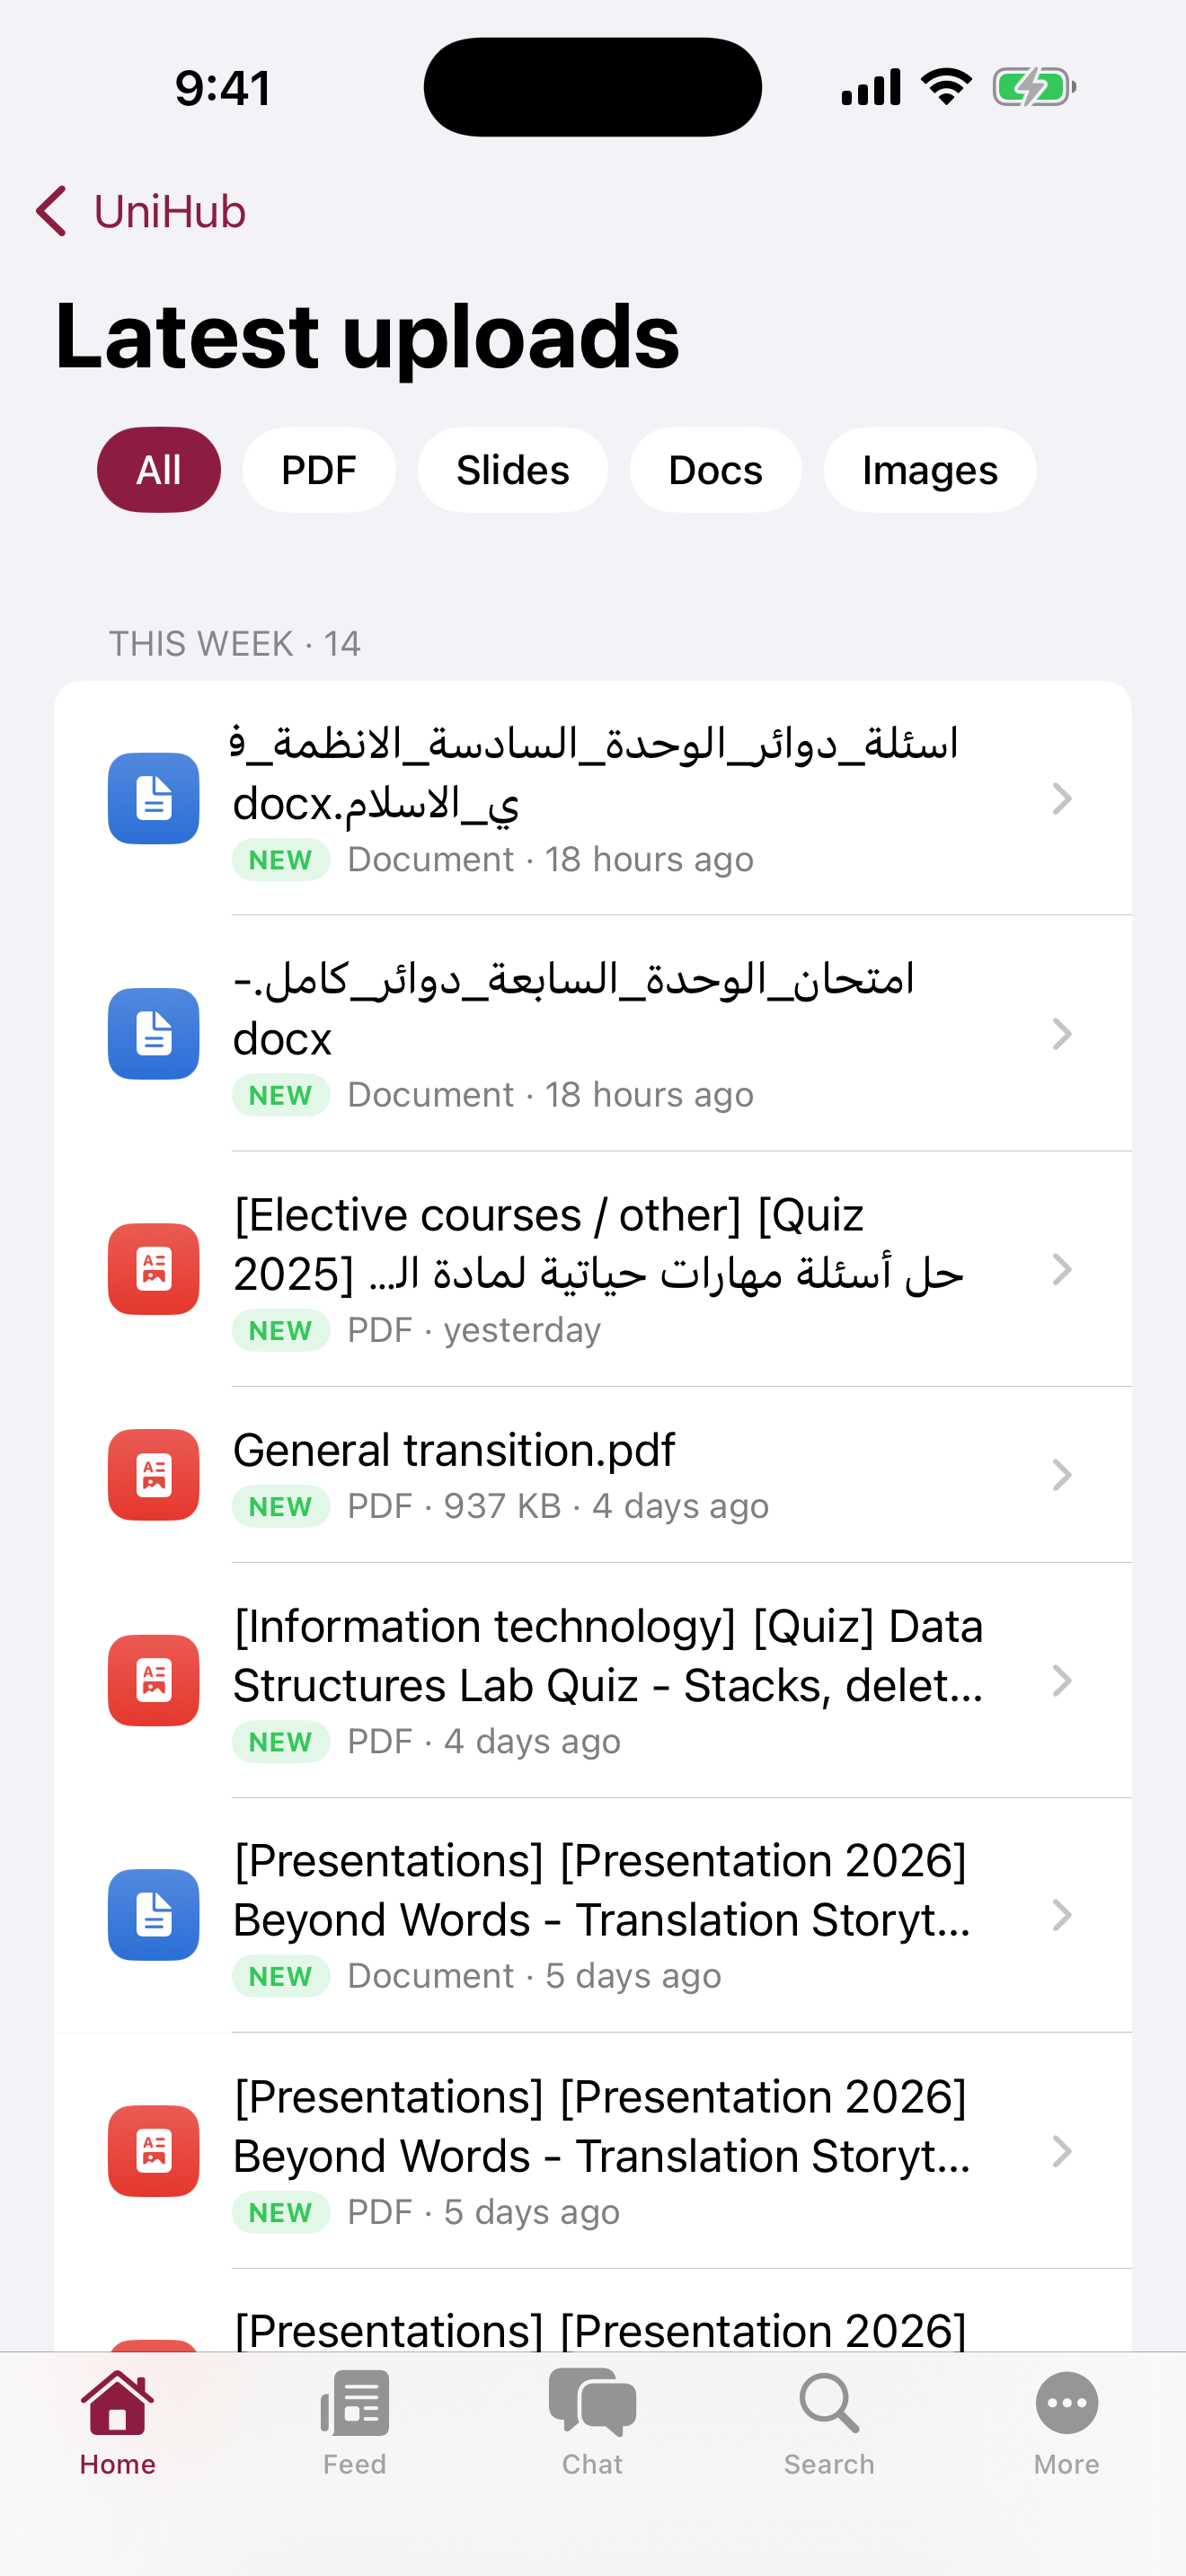 9:41
UniHub
Latest uploads
All
PDF
Slides
Docs
Images
THIS WEEK · 14
اسئلة_دوائر_الوحدة_السادسة_الانظمة_ف
ي_الاسلام.docx
NEW Document · 18 hours ago
امتحان_الوحدة_السابعة_دوائر_كامل.-
docx
NEW Document · 18 hours ago
[Elective courses / other] [Quiz
2025] حل أسئلة مهارات حياتية لمادة ال...
NEW PDF · yesterday
General transition.pdf
NEW PDF · 937 KB · 4 days ago
[Information technology] [Quiz] Data
Structures Lab Quiz - Stacks, delet...
NEW PDF · 4 days ago
[Presentations] [Presentation 2026]
Beyond Words - Translation Storyt...
NEW Document · 5 days ago
[Presentations] [Presentation 2026]
Beyond Words - Translation Storyt...
NEW PDF · 5 days ago
[Presentations] [Presentation 2026]
Home
Feed
Chat
Search
More